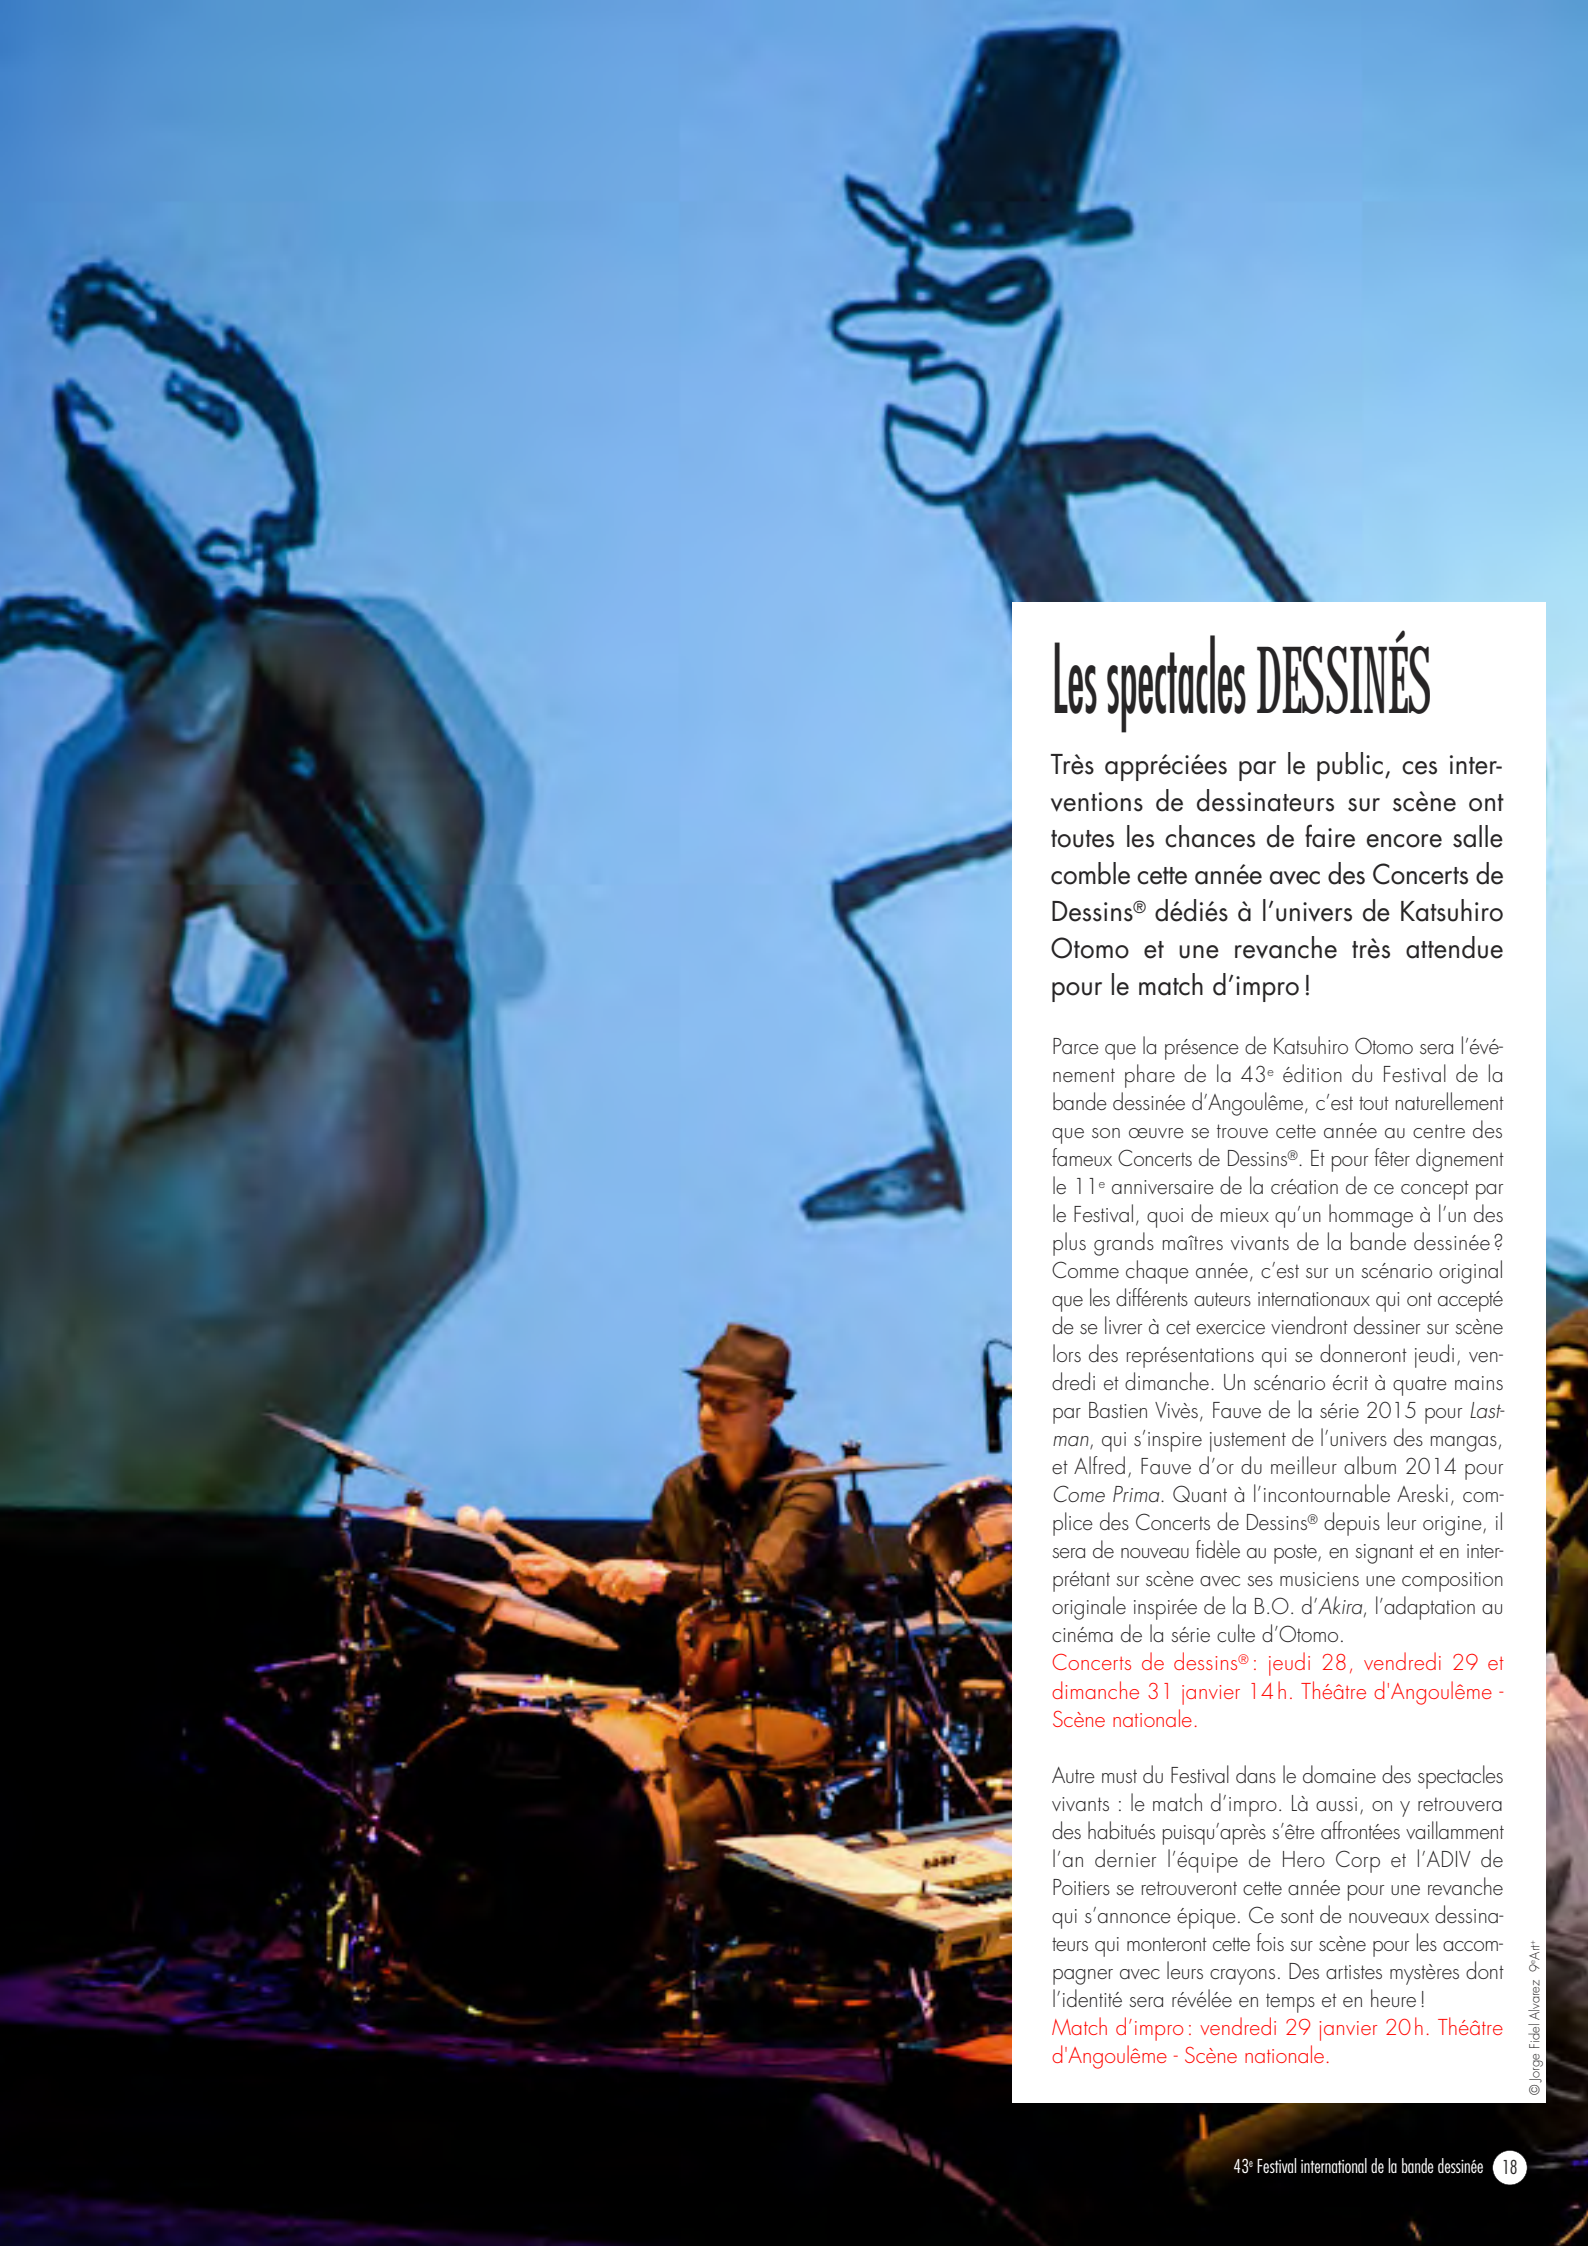 Les spectacles DESSINÉS
Très appréciées par le public, ces inter-
ventions de dessinateurs sur scène ont
toutes les chances de faire encore salle
comble cette année avec des Concerts de
Dessins® dédiés à l'univers de Katsuhiro
Otomo et une revanche très attendue
pour le match d'impro !
Parce que la présence de Katsuhiro Otomo sera l'évé-
nement phare de la 43e édition du Festival de la
bande dessinée d'Angoulême, c'est tout naturellement
que son œuvre se trouve cette année au centre des
fameux Concerts de Dessins®. Et pour fêter dignement
le 11e anniversaire de la création de ce concept par
le Festival, quoi de mieux qu'un hommage à l'un des
plus grands maîtres vivants de la bande dessinée ?
Comme chaque année, c'est sur un scénario original
que les différents auteurs internationaux qui ont accepté
de se livrer à cet exercice viendront dessiner sur scène
lors des représentations qui se donneront jeudi, ven-
dredi et dimanche. Un scénario écrit à quatre mains
par Bastien Vivès, Fauve de la série 2015 pour Last-
man, qui s'inspire justement de l'univers des mangas,
et Alfred, Fauve d'or du meilleur album 2014 pour
Come Prima. Quant à l'incontournable Areski, com-
plice des Concerts de Dessins® depuis leur origine, il
sera de nouveau fidèle au poste, en signant et en inter-
prétant sur scène avec ses musiciens une composition
originale inspirée de la B.O. d'Akira, l'adaptation au
cinéma de la série culte d'Otomo.
Concerts de dessins® : jeudi 28, vendredi 29 et
dimanche 31 janvier 14 h. Théâtre d'Angoulême -
Scène nationale.
Autre must du Festival dans le domaine des spectacles
vivants : le match d'impro. Là aussi, on y retrouvera
des habitués puisqu'après s'être affrontées vaillamment
l'an dernier l'équipe de Hero Corp et l'ADIV de
Poitiers se retrouveront cette année pour une revanche
qui s'annonce épique. Ce sont de nouveaux dessina-
teurs qui monteront cette fois sur scène pour les accom-
pagner avec leurs crayons. Des artistes mystères dont
l'identité sera révélée en temps et en heure !
Match d'impro : vendredi 29 janvier 20 h. Théâtre
d'Angoulême - Scène nationale.
© Jorge Fidel Alvarez 9eArt+
43e Festival international de la bande dessinée 18